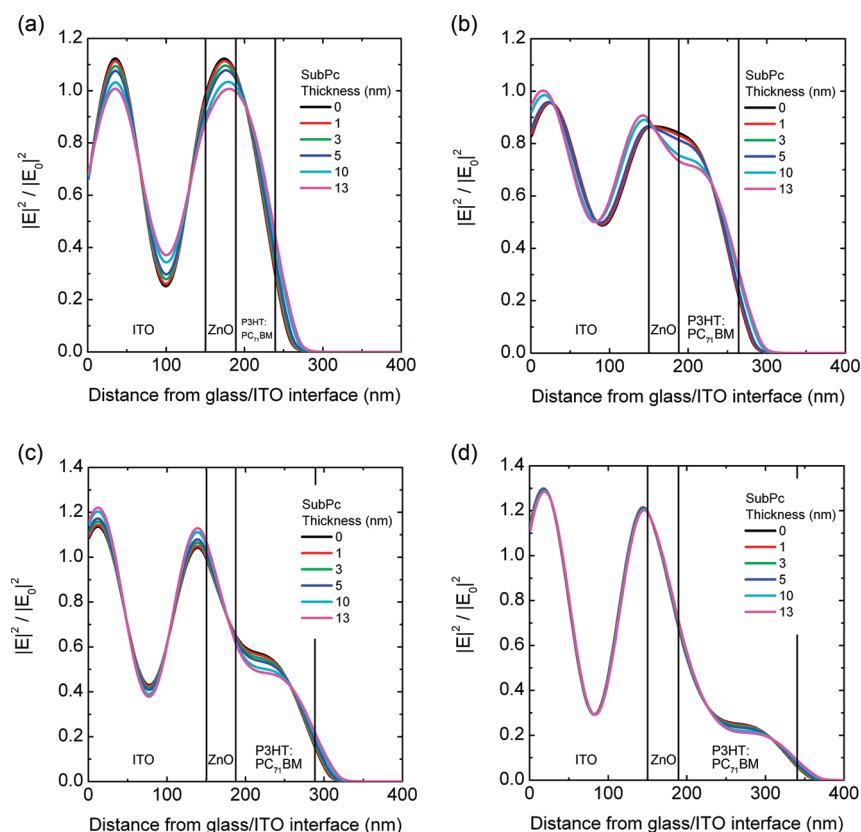 (a)
1.2
1.0
0.8
0.6
0.4
0.2
0.0
|E|² / |E₀|²
SubPc
Thickness (nm)
0
1
3
5
10
13
ITO
ZnO
P3HT:
PC₇₁BM
0 100 200 300 400
Distance from glass/ITO interface (nm)
(b)
1.2
1.0
0.8
0.6
0.4
0.2
0.0
|E|² / |E₀|²
SubPc
Thickness (nm)
0
1
3
5
10
13
ITO
ZnO
P3HT:
PC₇₁BM
0 100 200 300 400
Distance from glass/ITO interface (nm)
(c)
1.4
1.2
1.0
0.8
0.6
0.4
0.2
0.0
|E|² / |E₀|²
SubPc
Thickness (nm)
0
1
3
5
10
13
ITO
ZnO
P3HT:
PC₇₁BM
0 100 200 300 400
Distance from glass/ITO interface (nm)
(d)
1.4
1.2
1.0
0.8
0.6
0.4
0.2
0.0
|E|² / |E₀|²
SubPc
Thickness (nm)
0
1
3
5
10
13
ITO
ZnO
P3HT:
PC₇₁BM
0 100 200 300 400
Distance from glass/ITO interface (nm)